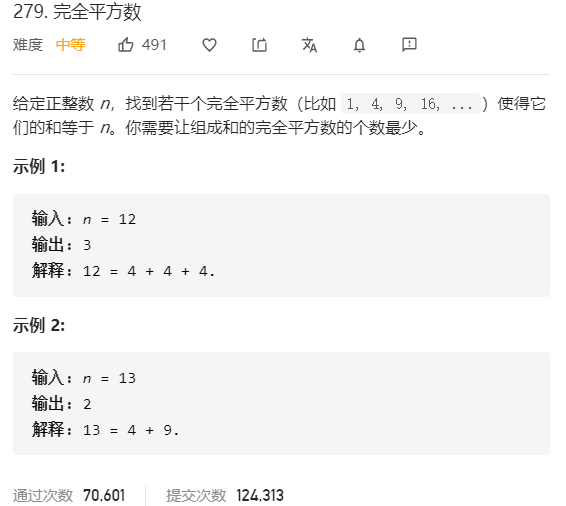 279. 完全平方数
难度 中等 491
给定正整数 n，找到若干个完全平方数（比如 1, 4, 9, 16, ...）使得它
们的和等于 n。你需要让组成和的完全平方数的个数最少。
示例 1:
输入：n = 12
输出：3
解释：12 = 4 + 4 + 4.
示例 2:
输入：n = 13
输出：2
解释：13 = 4 + 9.
通过次数 70,601 提交次数 124,313